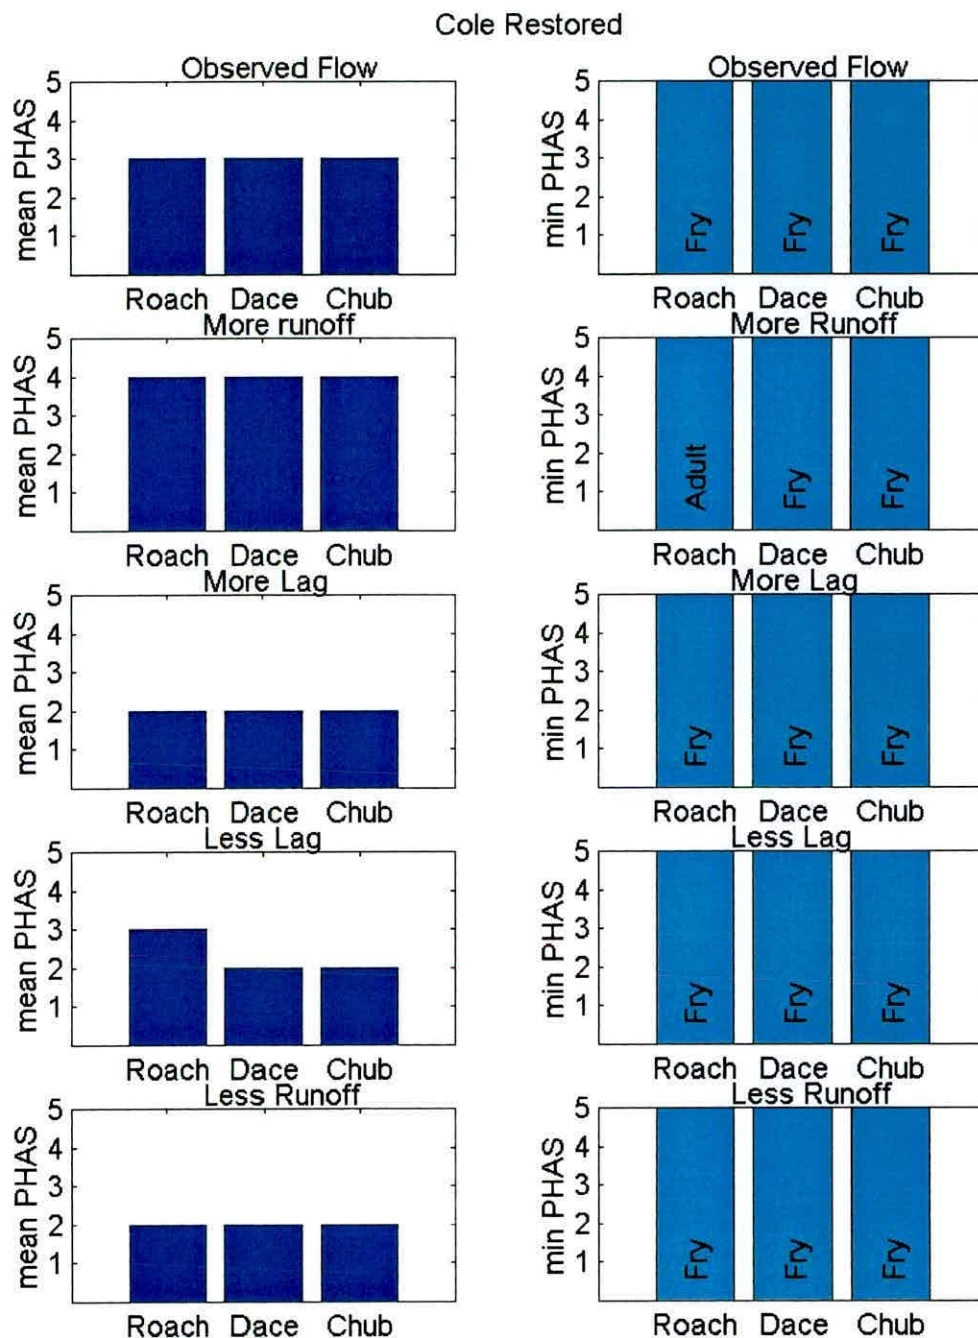 Cole Restored
Observed Flow
5
4
3
2
1
mean PHAS
Roach Dace Chub
Observed Flow
5
4
3
2
1
min PHAS
Fry Fry Fry
Roach Dace Chub
More runoff
5
4
3
2
1
mean PHAS
Roach Dace Chub
More Runoff
5
4
3
2
1
min PHAS
Adult Fry Fry
Roach Dace Chub
More Lag
5
4
3
2
1
mean PHAS
Roach Dace Chub
More Lag
5
4
3
2
1
min PHAS
Fry Fry Fry
Roach Dace Chub
Less Lag
5
4
3
2
1
mean PHAS
Roach Dace Chub
Less Lag
5
4
3
2
1
min PHAS
Fry Fry Fry
Roach Dace Chub
Less Runoff
5
4
3
2
1
mean PHAS
Roach Dace Chub
Less Runoff
5
4
3
2
1
min PHAS
Fry Fry Fry
Roach Dace Chub